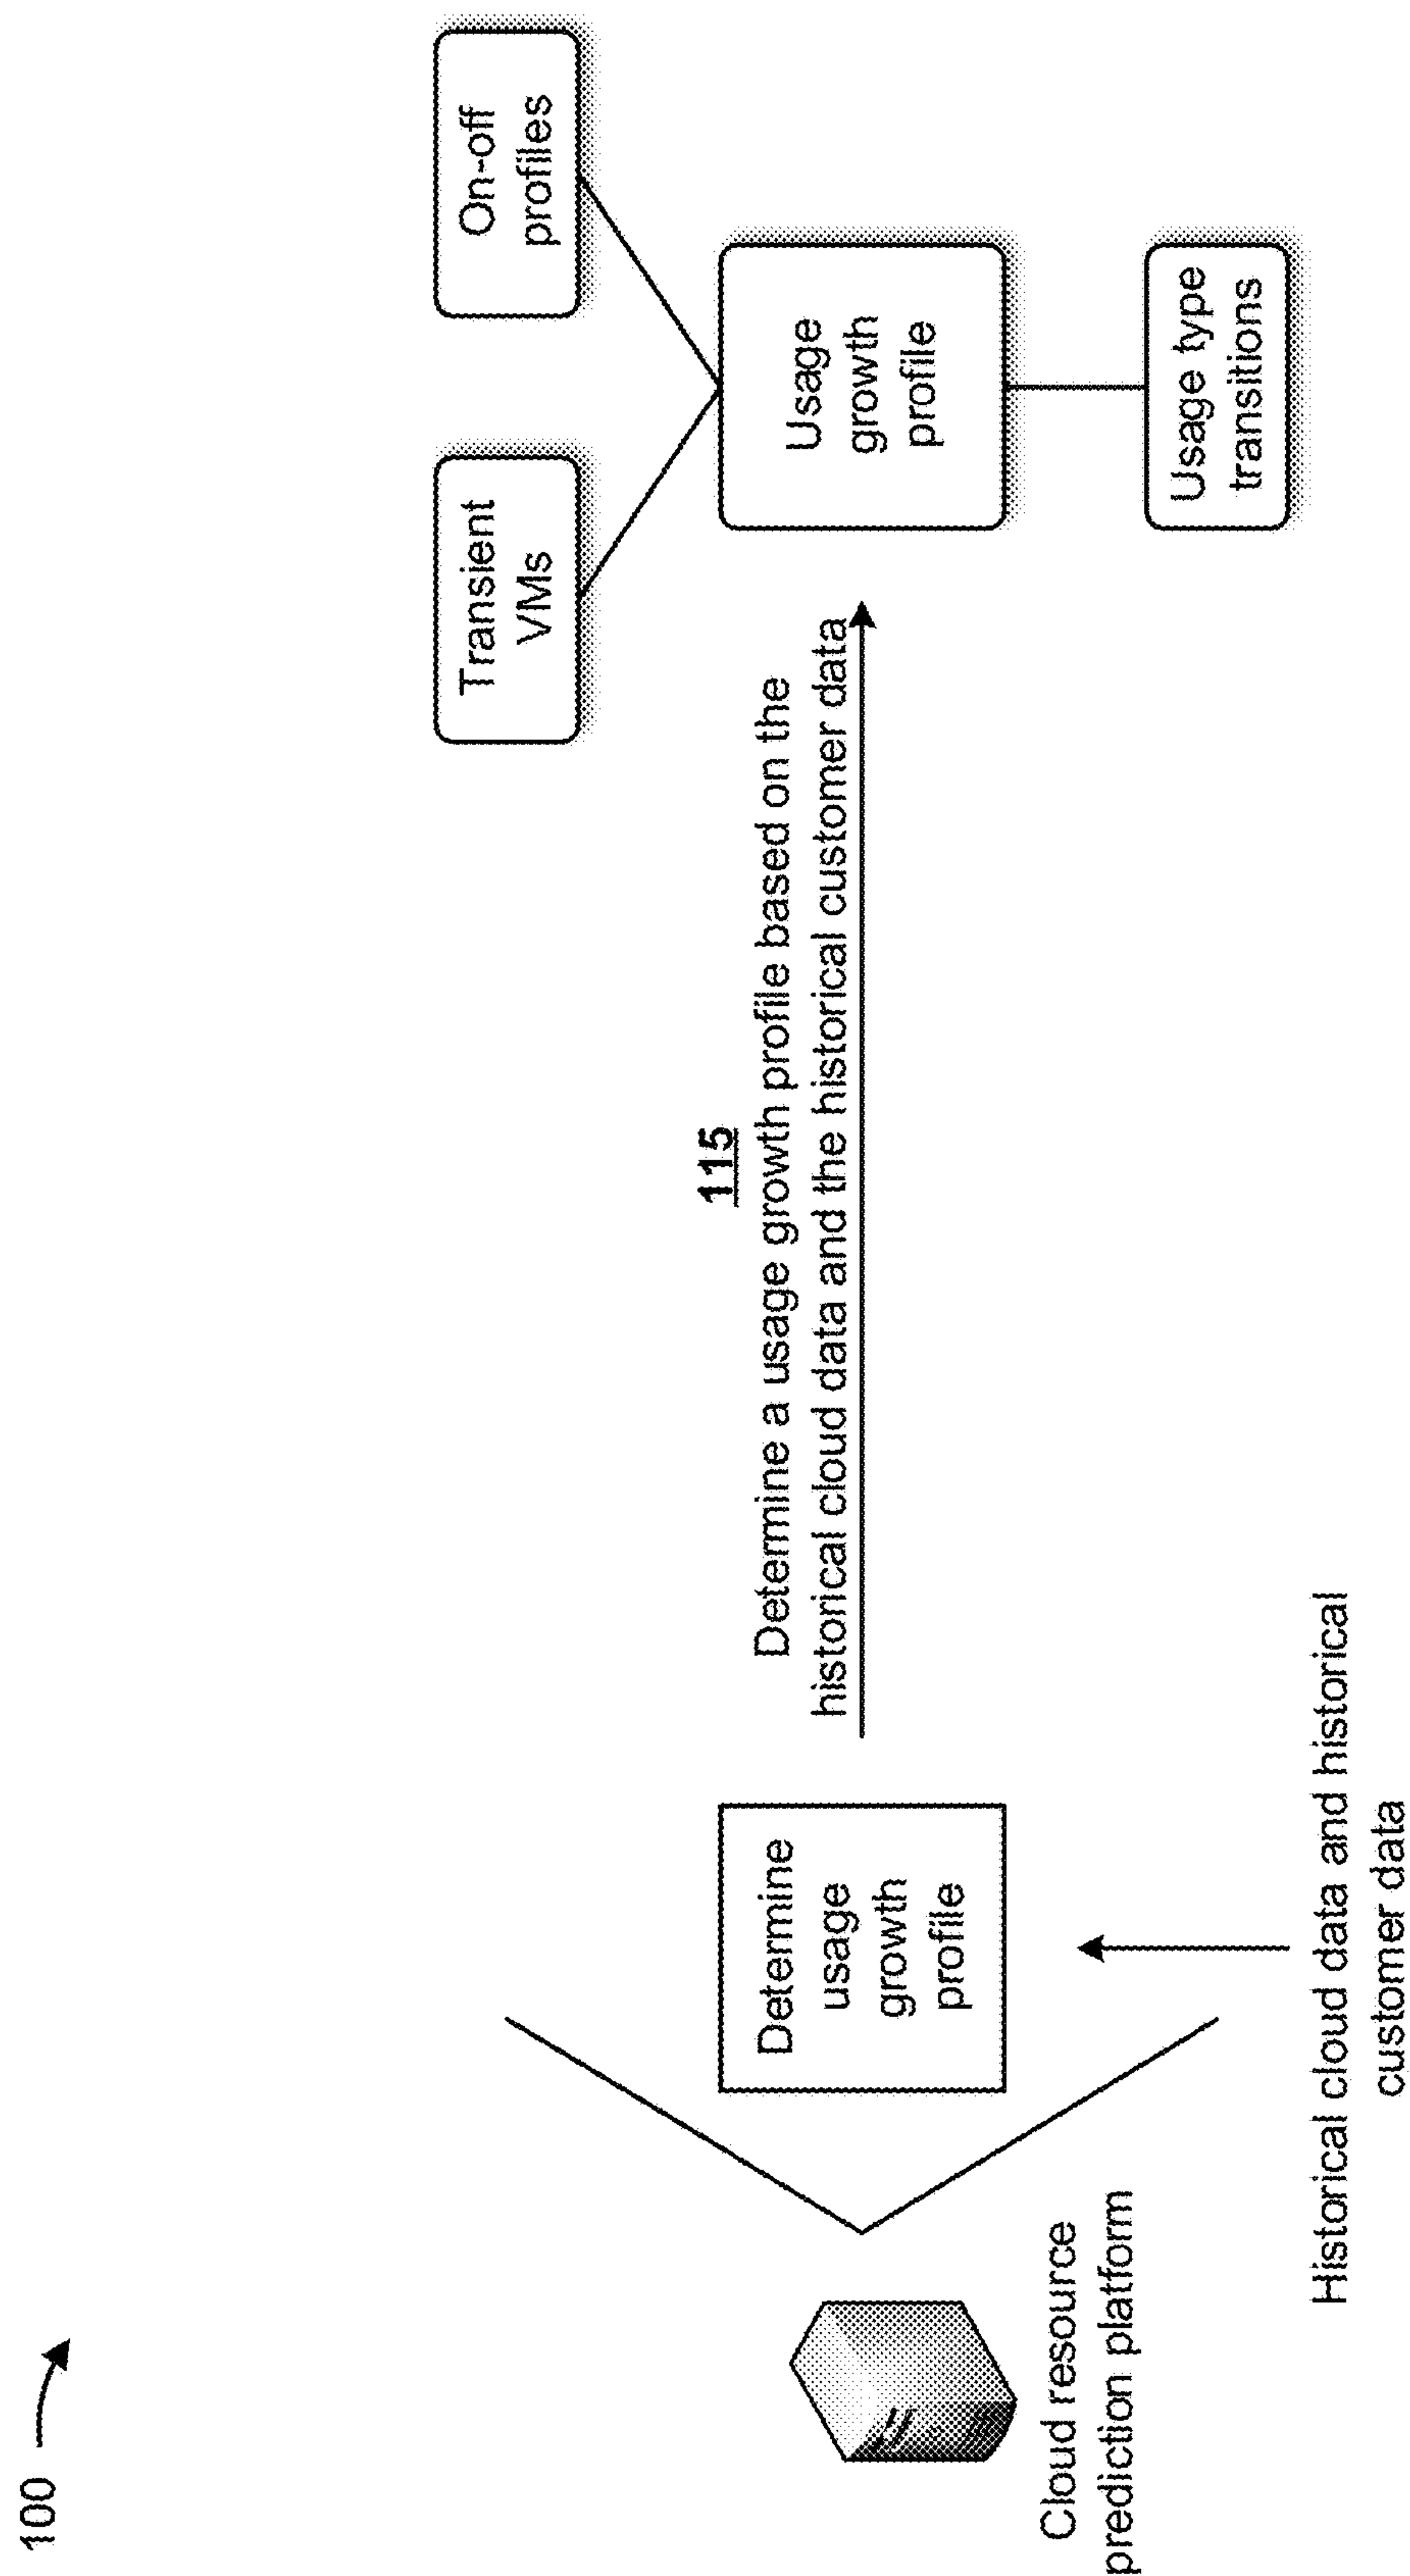 100
Transient
VMs
On-off
profiles
115
Determine a usage growth profile based on the
historical cloud data and the historical customer data
Determine
usage
growth
profile
Usage
growth
profile
Cloud resource
prediction platform
Usage type
transitions
Historical cloud data and historical
customer data